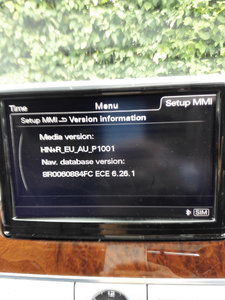 Time Menu Setup MMI
Setup MMI Version information
Media version:
HN+R_EU_AU_P1001
Nav. database version:
8R0060884FC ECE 6.26.1
SIM